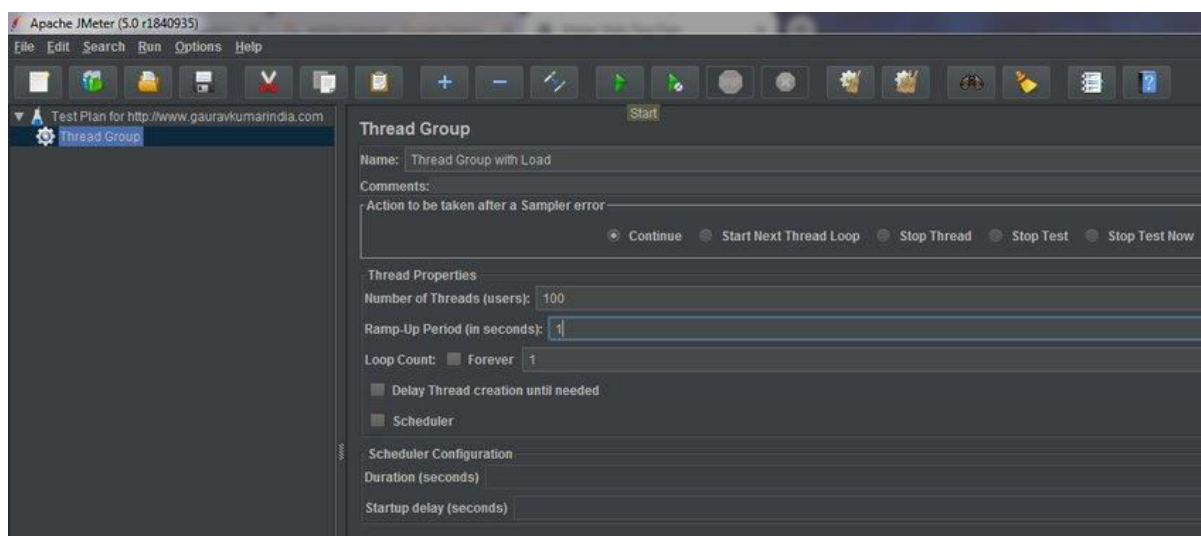 Apache JMeter (5.0 r1840935)
File Edit Search Run Options Help
Start
Test Plan for http://www.gauravkumarindia.com
Thread Group
Thread Group
Name: Thread Group with Load
Comments:
Action to be taken after a Sampler error
Continue Start Next Thread Loop Stop Thread Stop Test Stop Test Now
Thread Properties
Number of Threads (users): 100
Ramp-Up Period (in seconds): 1
Loop Count: Forever 1
Delay Thread creation until needed
Scheduler
Scheduler Configuration
Duration (seconds)
Startup delay (seconds)